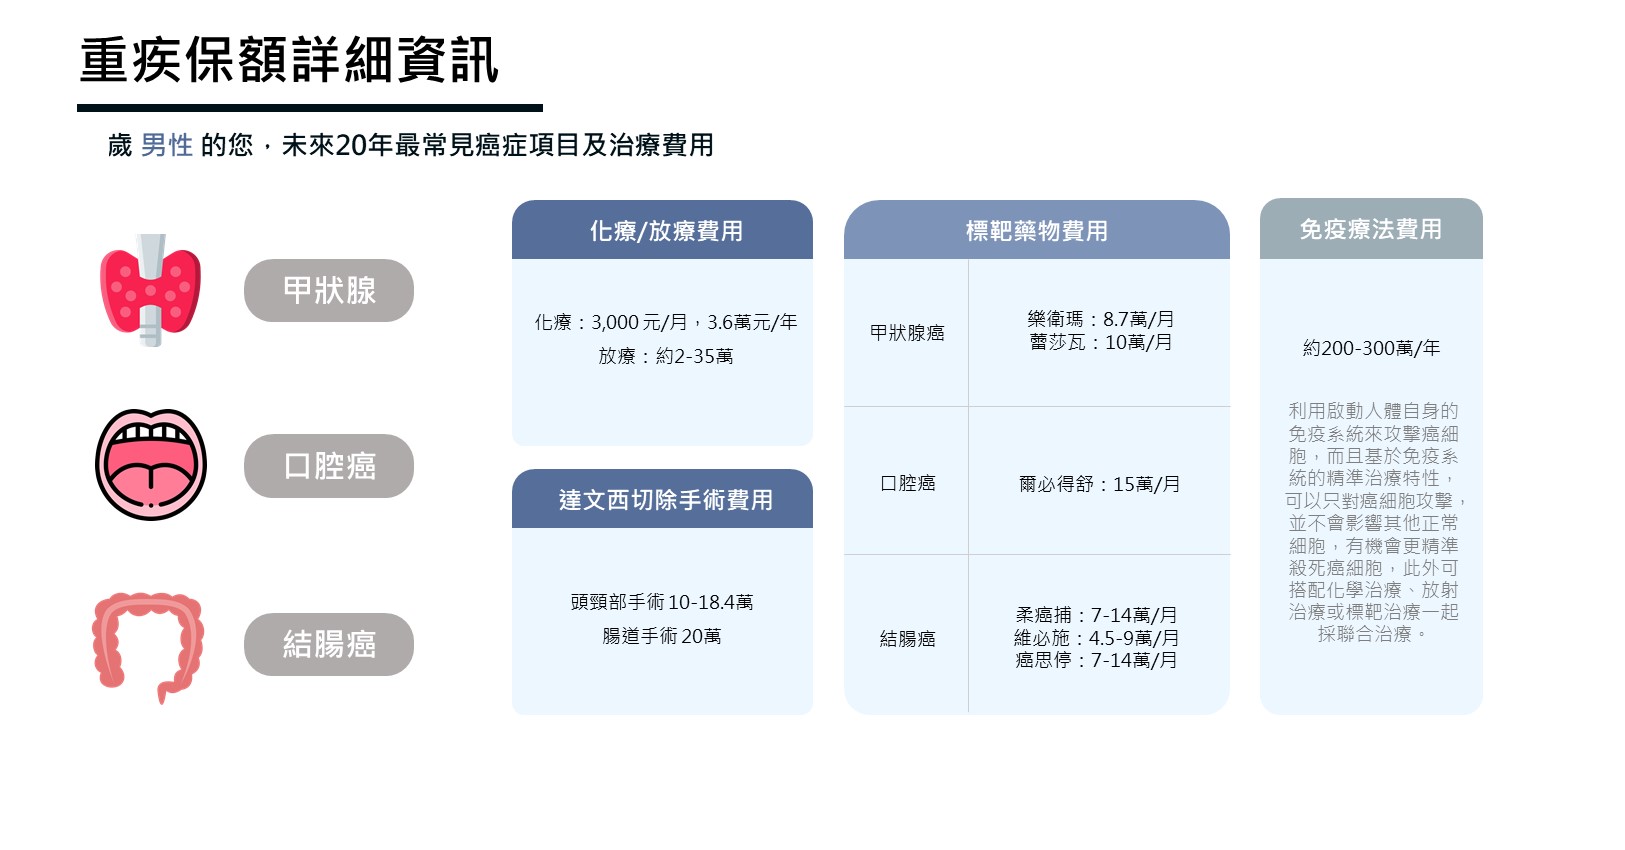 重疾保額詳細資訊
歲 男性 的您，未來20年最常見癌症項目及治療費用
甲狀腺
口腔癌
結腸癌
化療/放療費用
化療：3,000 元/月，3.6萬元/年
放療：約2-35萬
達文西切除手術費用
頭頸部手術 10-18.4萬
腸道手術 20萬
標靶藥物費用
甲狀腺癌
樂衛瑪：8.7萬/月
蕾莎瓦：10萬/月
口腔癌
爾必得舒：15萬/月
結腸癌
柔癌捕：7-14萬/月
維必施：4.5-9萬/月
癌思停：7-14萬/月
免疫療法費用
約200-300萬/年
利用啟動人體自身的
免疫系統來攻擊癌細
胞，而且基於免疫系
統的精準治療特性，
可以只對癌細胞攻擊，
並不會影響其他正常
細胞，有機會更精準
殺死癌細胞，此外可
搭配化學治療、放射
治療或標靶治療一起
採聯合治療。